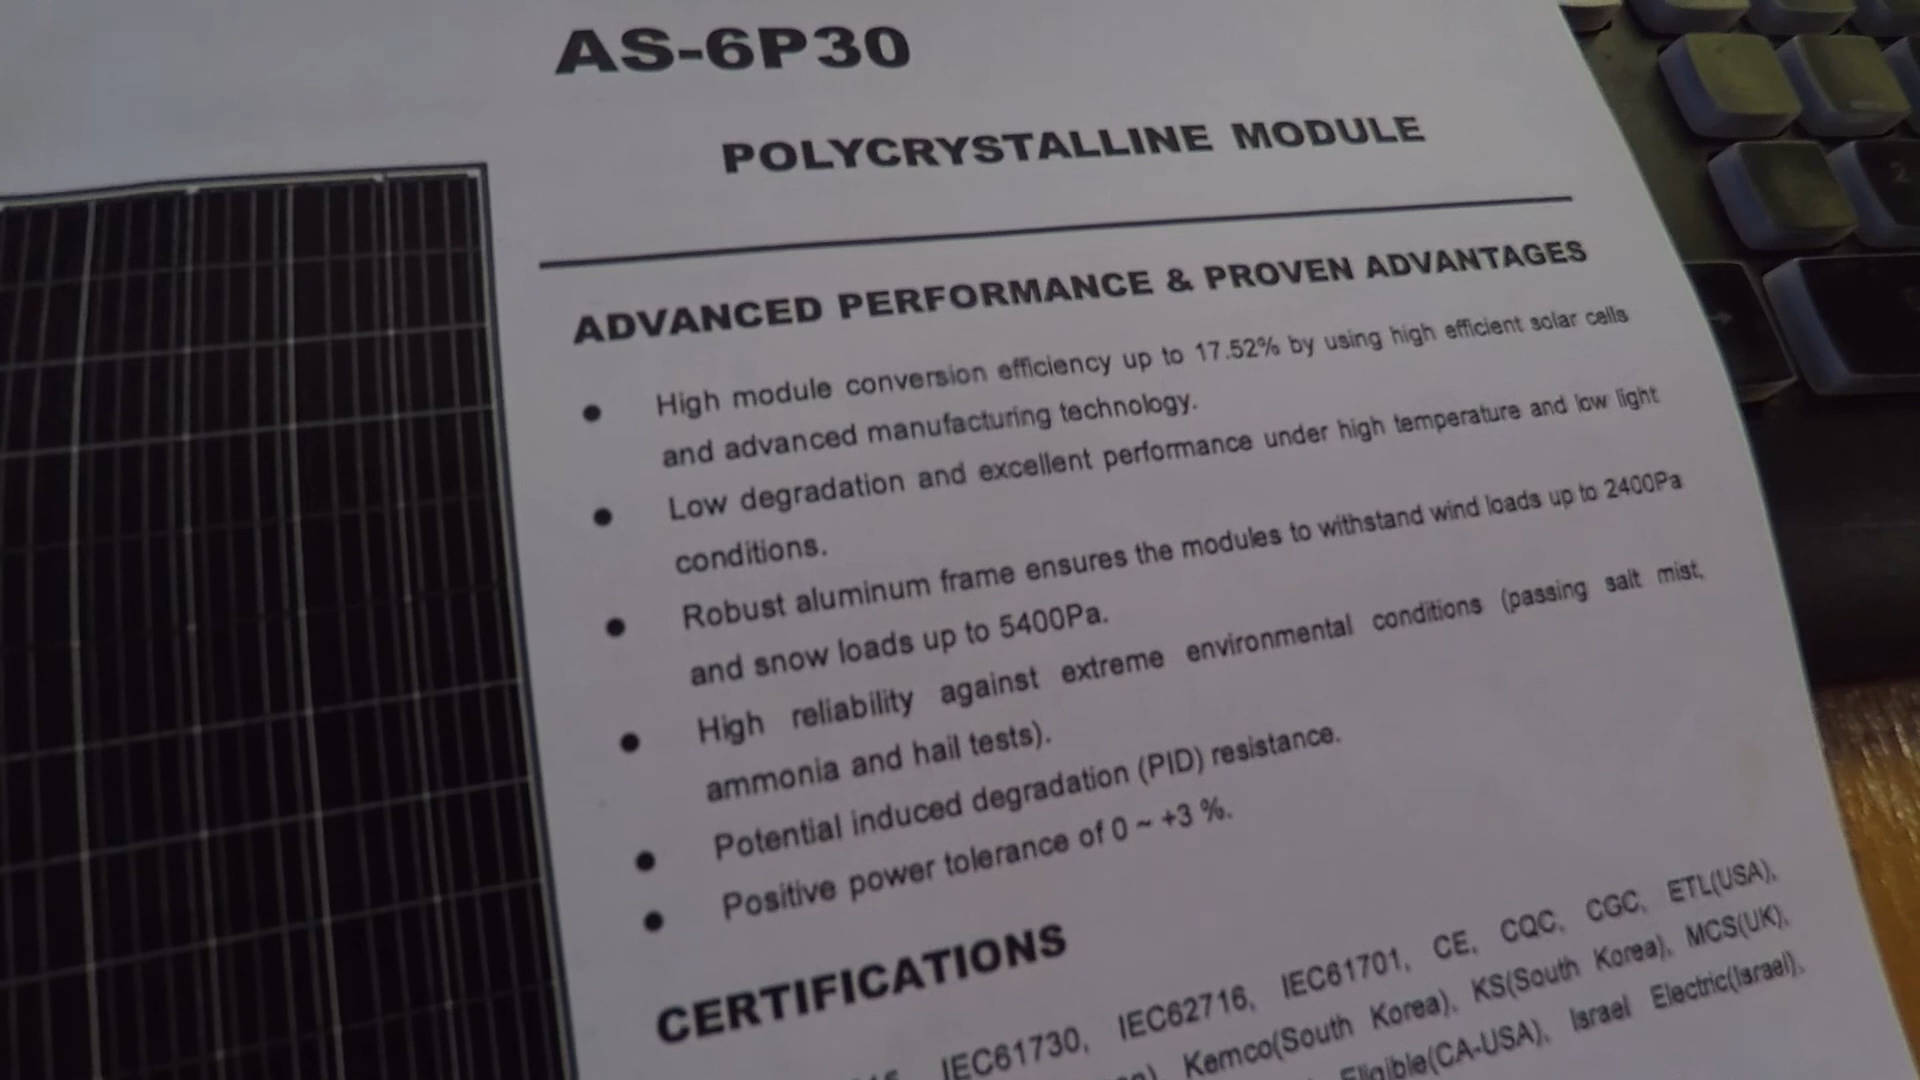 AS-6P30
POLYCRYSTALLINE MODULE
ADVANCED PERFORMANCE & PROVEN ADVANTAGES
● High module conversion efficiency up to 17.52% by using high efficient solar cells
and advanced manufacturing technology.
● Low degradation and excellent performance under high temperature and low light
conditions.
● Robust aluminum frame ensures the modules to withstand wind loads up to 2400Pa
and snow loads up to 5400Pa.
● High reliability against extreme environmental conditions (passing salt mist,
ammonia and hail tests).
● Potential induced degradation (PID) resistance.
● Positive power tolerance of 0 ~ +3 %.
CERTIFICATIONS
IEC61730, IEC62716, IEC61701, CE, CQC, CGC, ETL(USA),
Kemco(South Korea), KS(South Korea), MCS(UK),
Eligible(CA-USA), Israel Electric(Israel),
2